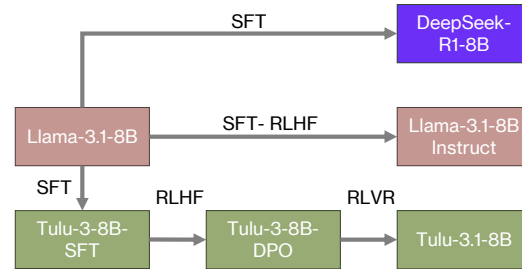 SFT
DeepSeek-
R1-8B
Llama-3.1-8B
SFT- RLHF
Llama-3.1-8B
Instruct
SFT
RLHF
RLVR
Tulu-3-8B-
SFT
Tulu-3-8B-
DPO
Tulu-3.1-8B